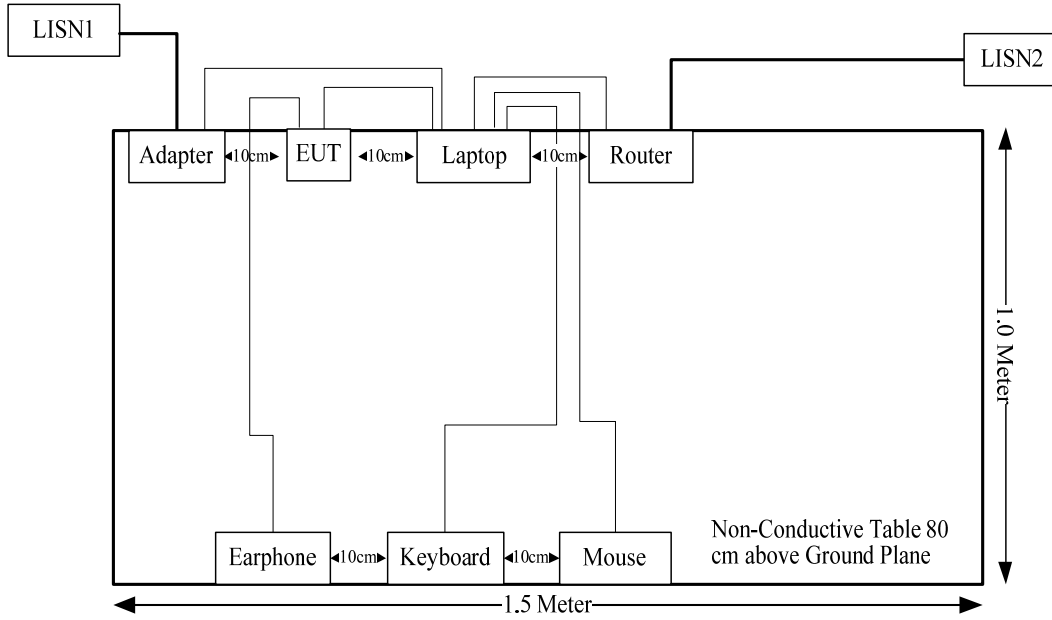 LISN1
LISN2
Adapter
10cm
EUT
10cm
Laptop
10cm
Router
1.0 Meter
Non-Conductive Table 80
cm above Ground Plane
Earphone
10cm
Keyboard
10cm
Mouse
1.5 Meter